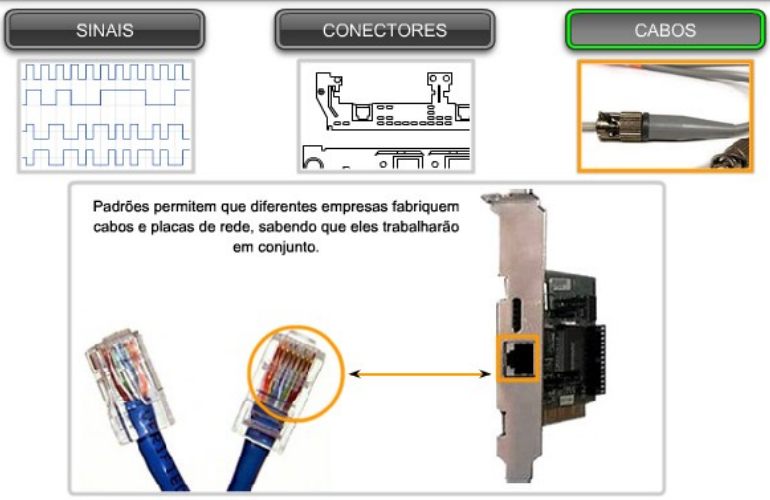 SINAIS
CONECTORES
CABOS
Padrões permitem que diferentes empresas fabriquem
cabos e placas de rede, sabendo que eles trabalharão
em conjunto.